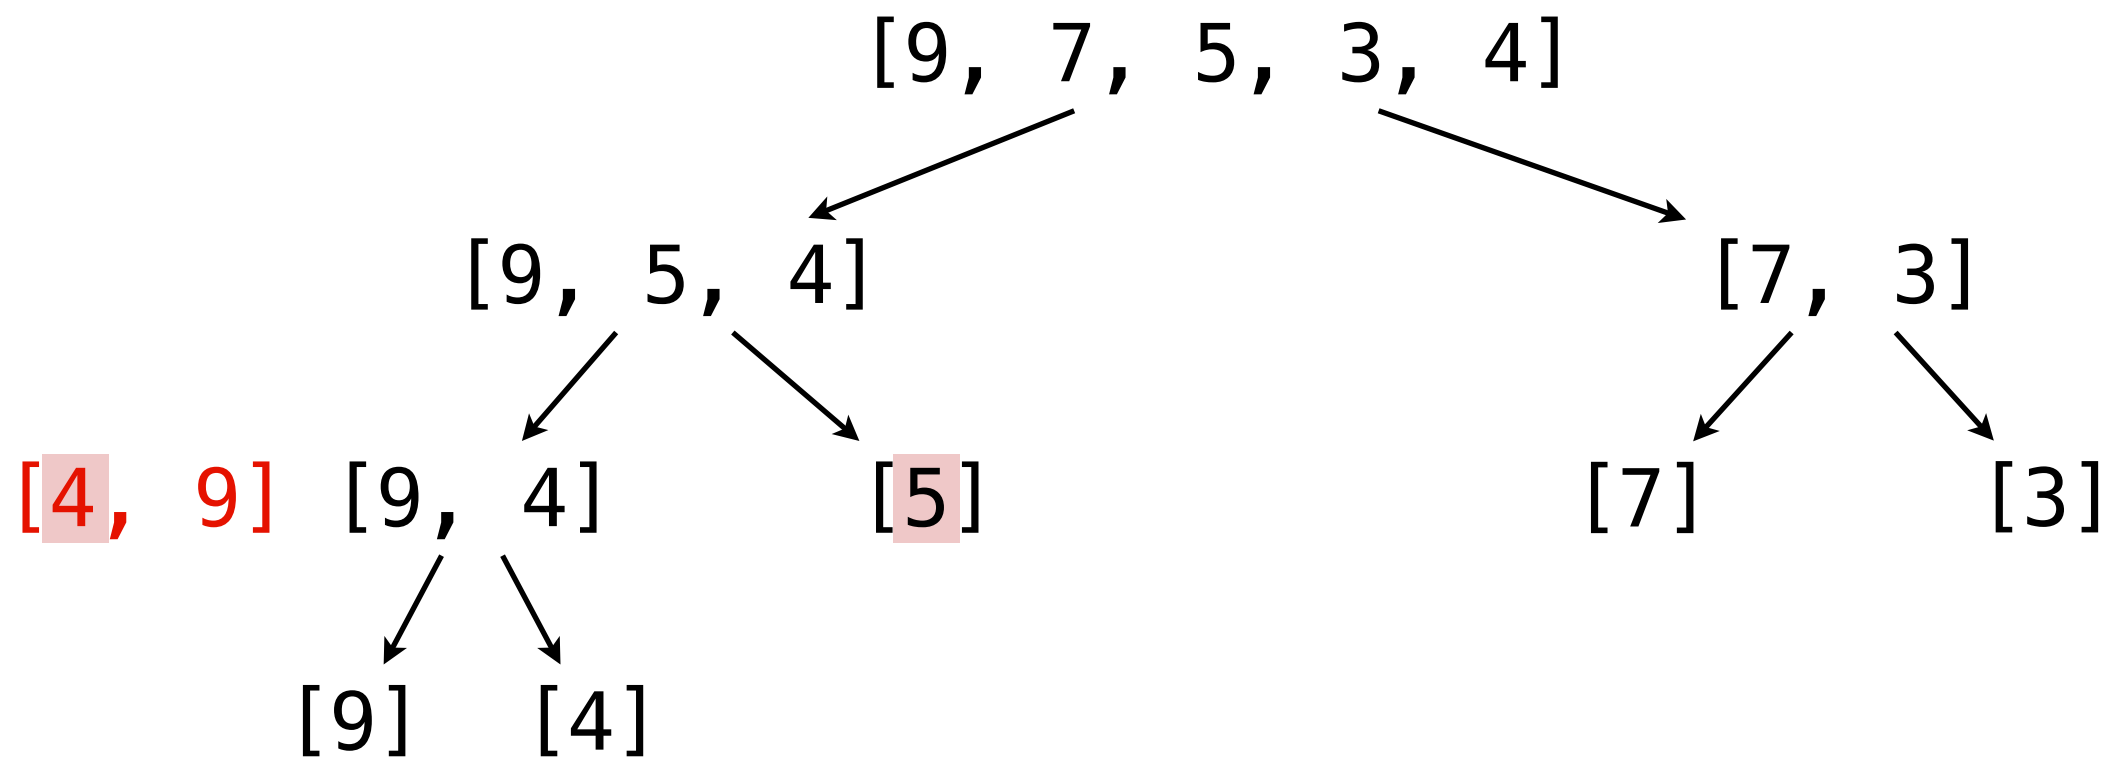 [9, 7, 5, 3, 4]
[9, 5, 4] [7, 3]
[4, 9] [9, 4] [5] [7] [3]
[9] [4]